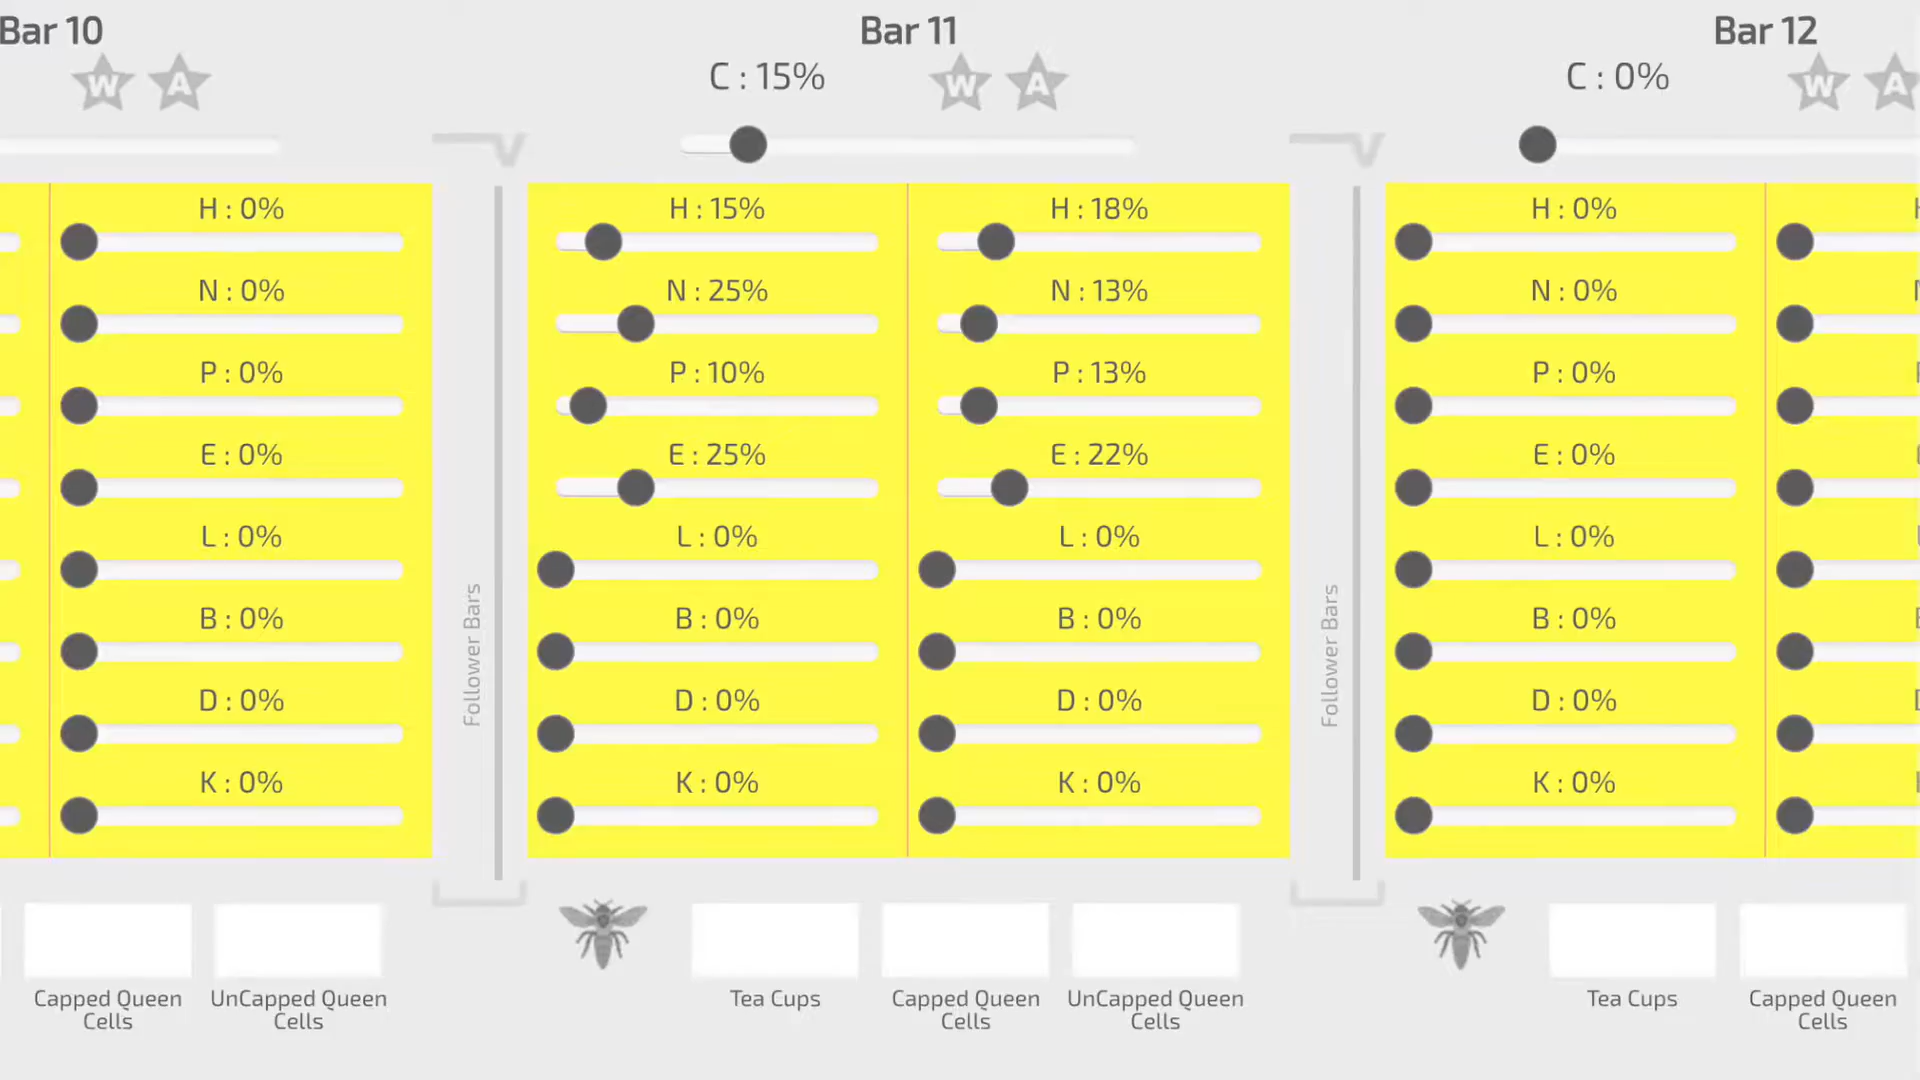 Bar 10
W A
H : 0%
N : 0%
P : 0%
E : 0%
L : 0%
B : 0%
D : 0%
K : 0%
Capped Queen
Cells
UnCapped Queen
Cells
Follower Bars
Bar 11
C : 15%
W A
H : 15%
N : 25%
P : 10%
E : 25%
L : 0%
B : 0%
D : 0%
K : 0%
H : 18%
N : 13%
P : 13%
E : 22%
L : 0%
B : 0%
D : 0%
K : 0%
Tea Cups
Capped Queen
Cells
UnCapped Queen
Cells
Follower Bars
Bar 12
C : 0%
W A
H : 0%
N : 0%
P : 0%
E : 0%
L : 0%
B : 0%
D : 0%
K : 0%
Tea Cups
Capped Queen
Cells